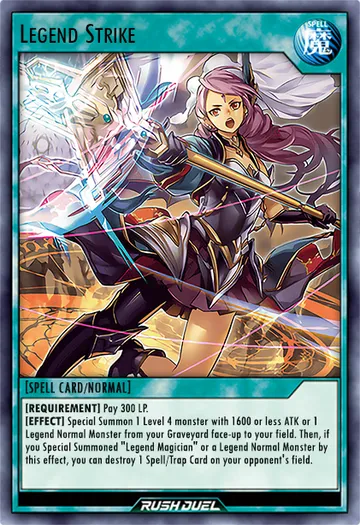 LEGEND STRIKE
SPELL
魔
[SPELL CARD/NORMAL]
[REQUIREMENT] Pay 300 LP.
[EFFECT] Special Summon 1 Level 4 monster with 1600 or less ATK or 1
Legend Normal Monster from your Graveyard face-up to your field. Then, if
you Special Summoned "Legend Magician" or a Legend Normal Monster by
this effect, you can destroy 1 Spell/Trap Card on your opponent's field.
RUSH DUEL